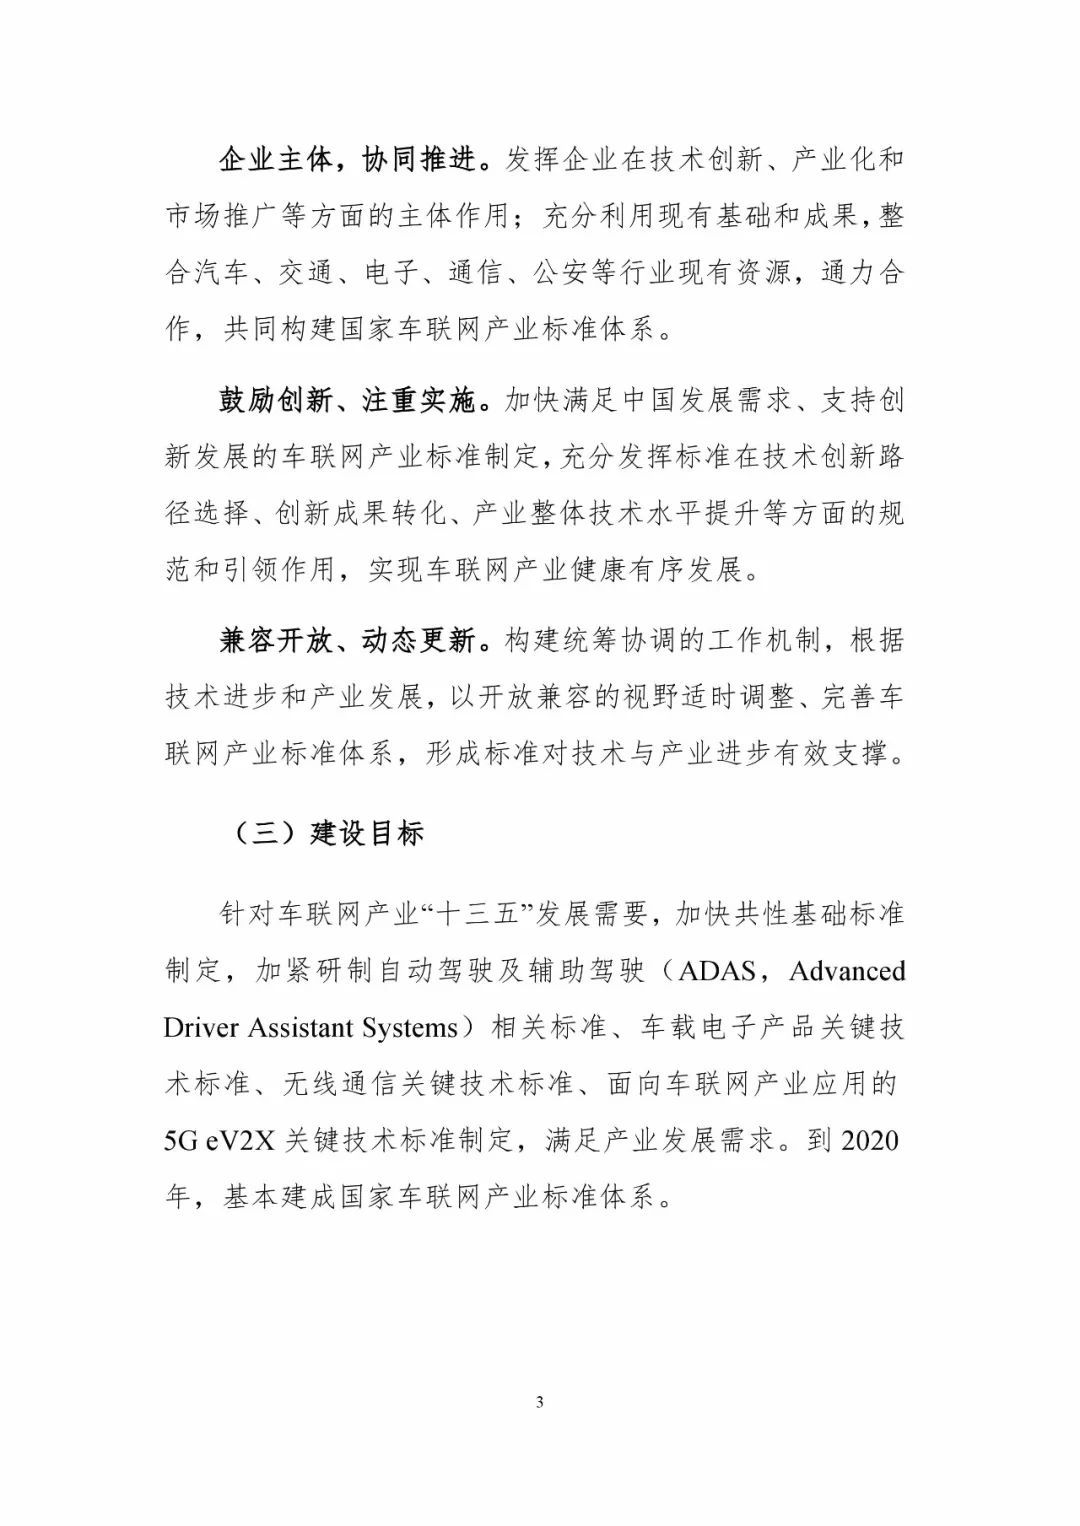 企业主体，协同推进。发挥企业在技术创新、产业化和
市场推广等方面的主体作用；充分利用现有基础和成果，整
合汽车、交通、电子、通信、公安等行业现有资源，通力合
作，共同构建国家车联网产业标准体系。
鼓励创新、注重实施。加快满足中国发展需求、支持创
新发展的车联网产业标准制定，充分发挥标准在技术创新路
径选择、创新成果转化、产业整体技术水平提升等方面的规
范和引领作用，实现车联网产业健康有序发展。
兼容开放、动态更新。构建统筹协调的工作机制，根据
技术进步和产业发展，以开放兼容的视野适时调整、完善车
联网产业标准体系，形成标准对技术与产业进步有效支撑。
（三）建设目标
针对车联网产业“十三五”发展需要，加快共性基础标准
制定，加紧研制自动驾驶及辅助驾驶（ADAS，Advanced
Driver Assistant Systems）相关标准、车载电子产品关键技
术标准、无线通信关键技术标准、面向车联网产业应用的
5G eV2X 关键技术标准制定，满足产业发展需求。到 2020
年，基本建成国家车联网产业标准体系。
3